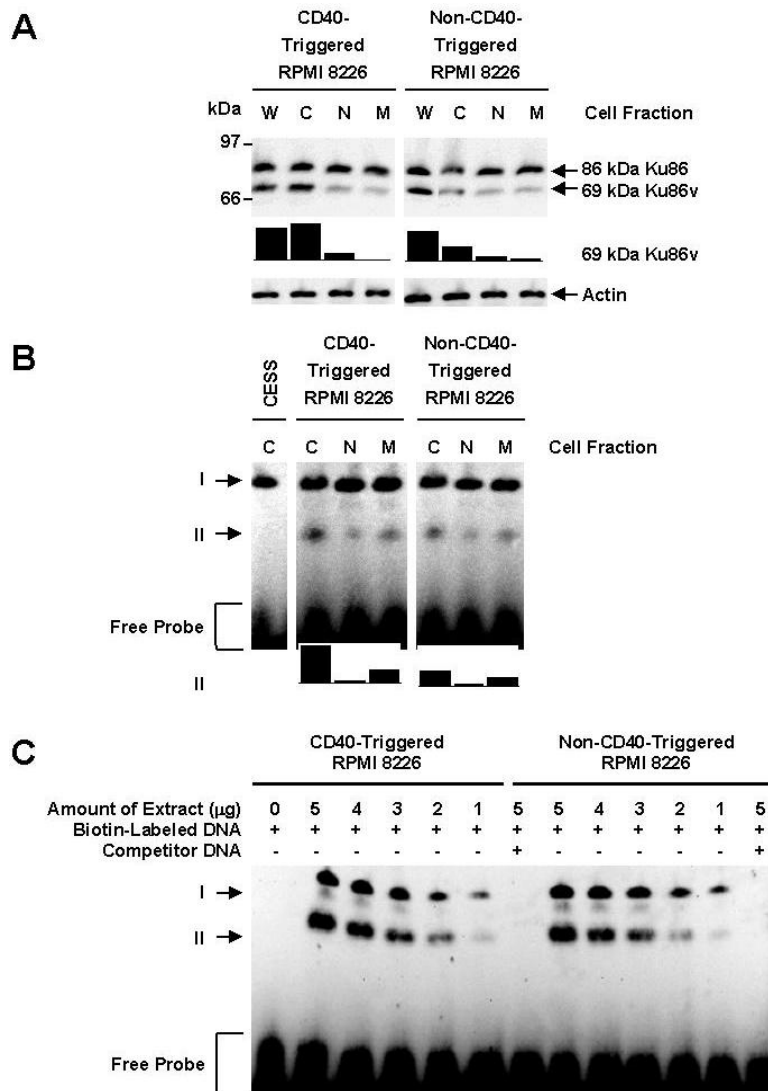 A
CD40-
Triggered
RPMI 8226
Non-CD40-
Triggered
RPMI 8226
kDa W C N M W C N M Cell Fraction
97
86 kDa Ku86
69 kDa Ku86v
66
69 kDa Ku86v
Actin
B
CESS
CD40-
Triggered
RPMI 8226
Non-CD40-
Triggered
RPMI 8226
C C N M C N M Cell Fraction
I
II
Free Probe
II
C
CD40-Triggered
RPMI 8226
Non-CD40-Triggered
RPMI 8226
Amount of Extract (µg) 0 5 4 3 2 1 5 5 4 3 2 1 5
Biotin-Labeled DNA + + + + + + + + + + + + +
Competitor DNA - - - - - - + - - - - - +
I
II
Free Probe